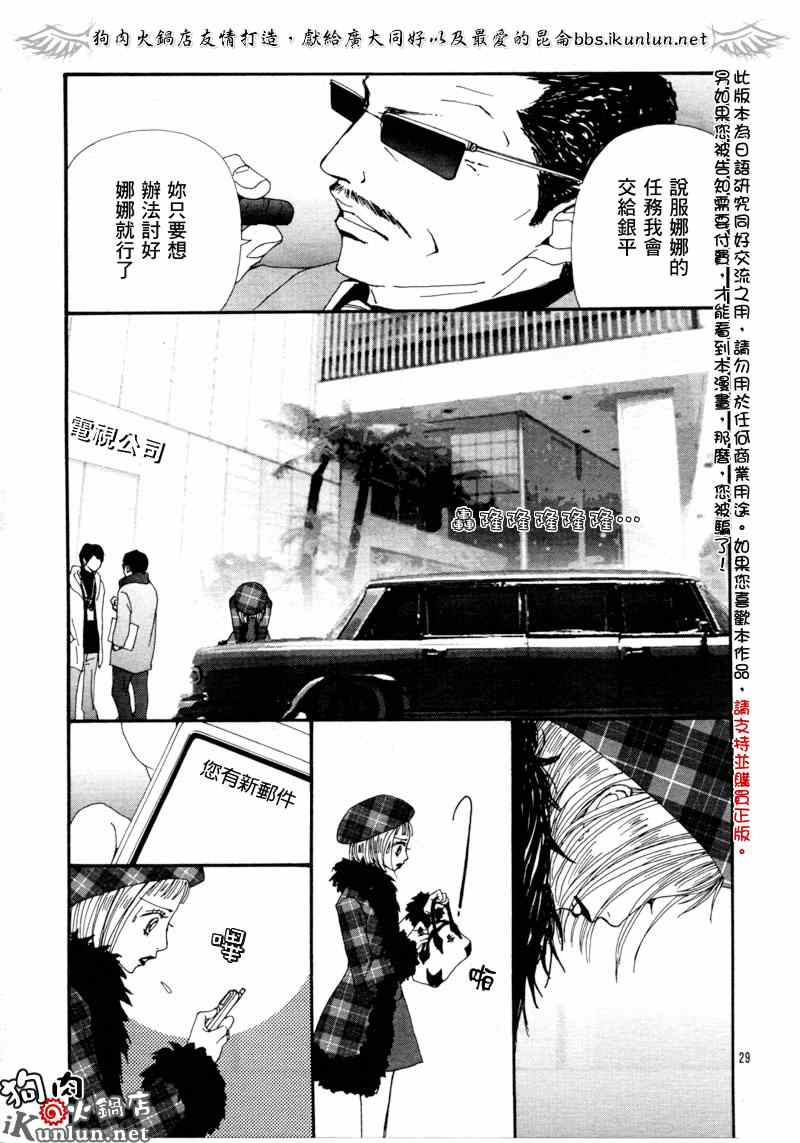 狗肉火鍋店友情打造，獻給廣大同好以及最愛的昆侖bbs.ikunlun.net
此版本為日語研究同好交流之用，請勿用於任何商業用途。如果您喜歡本作品，請支持並購買正版。
另如果您被告知需要付費，才能看到本漫畫，那麼，您被騙了！
說服娜娜的
任務我會
交給銀平
妳只要想
辦法討好
娜娜就行了
電視公司
轟隆隆隆隆隆…
您有新郵件
嗶
29
狗肉
火鍋店
iKunlun.net